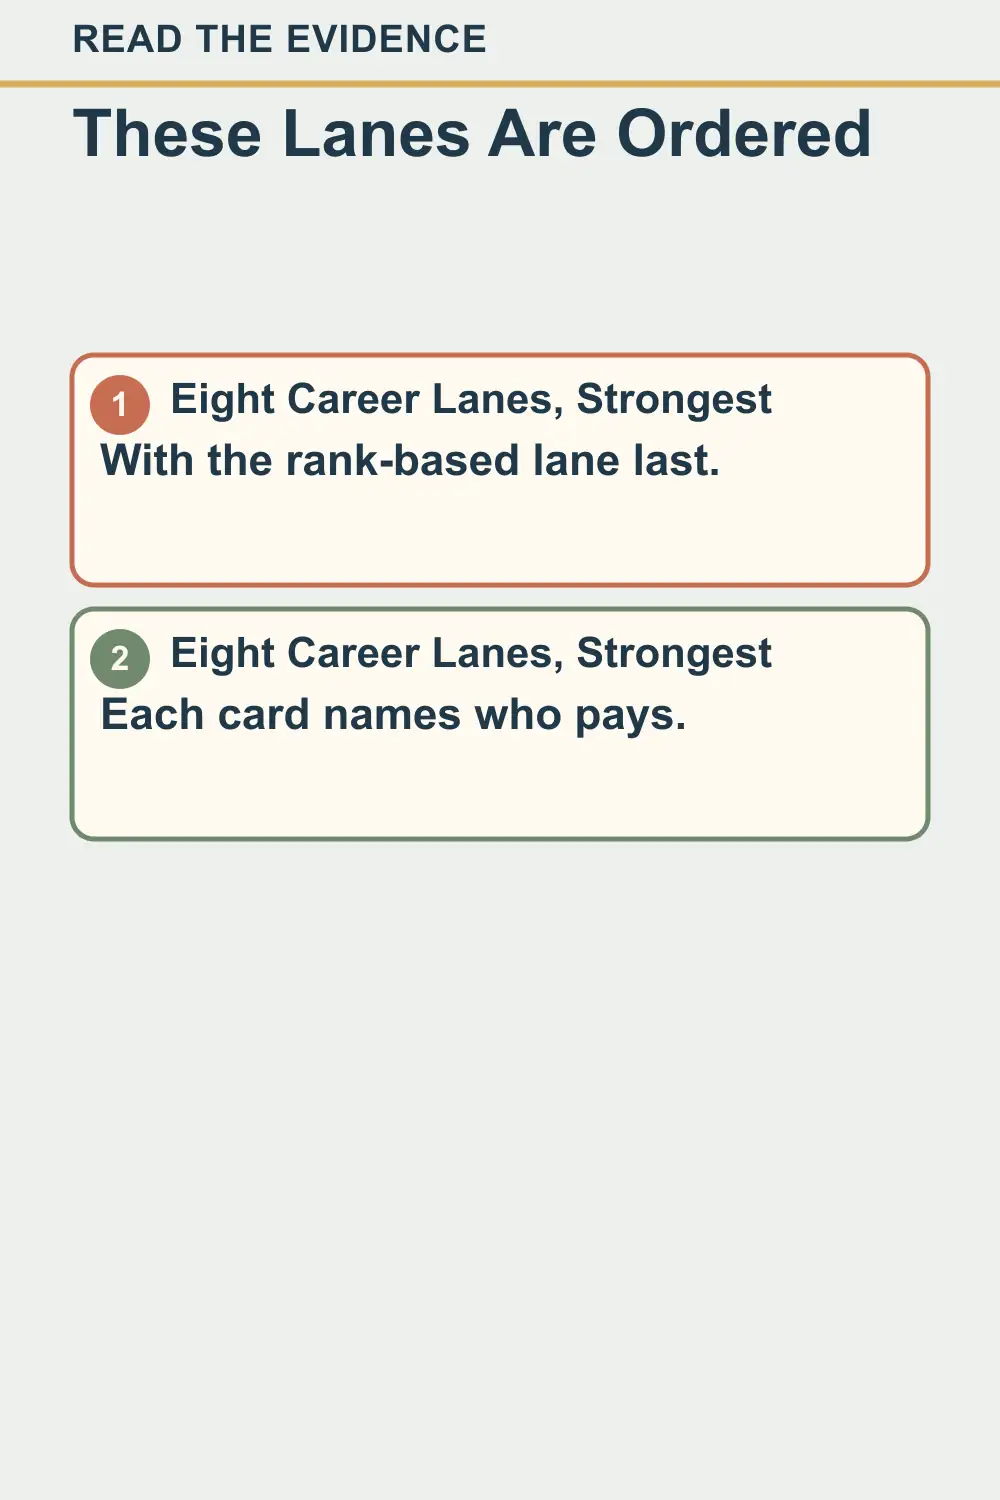 READ THE EVIDENCE
These Lanes Are Ordered
1 Eight Career Lanes, Strongest
With the rank-based lane last.
2 Eight Career Lanes, Strongest
Each card names who pays.